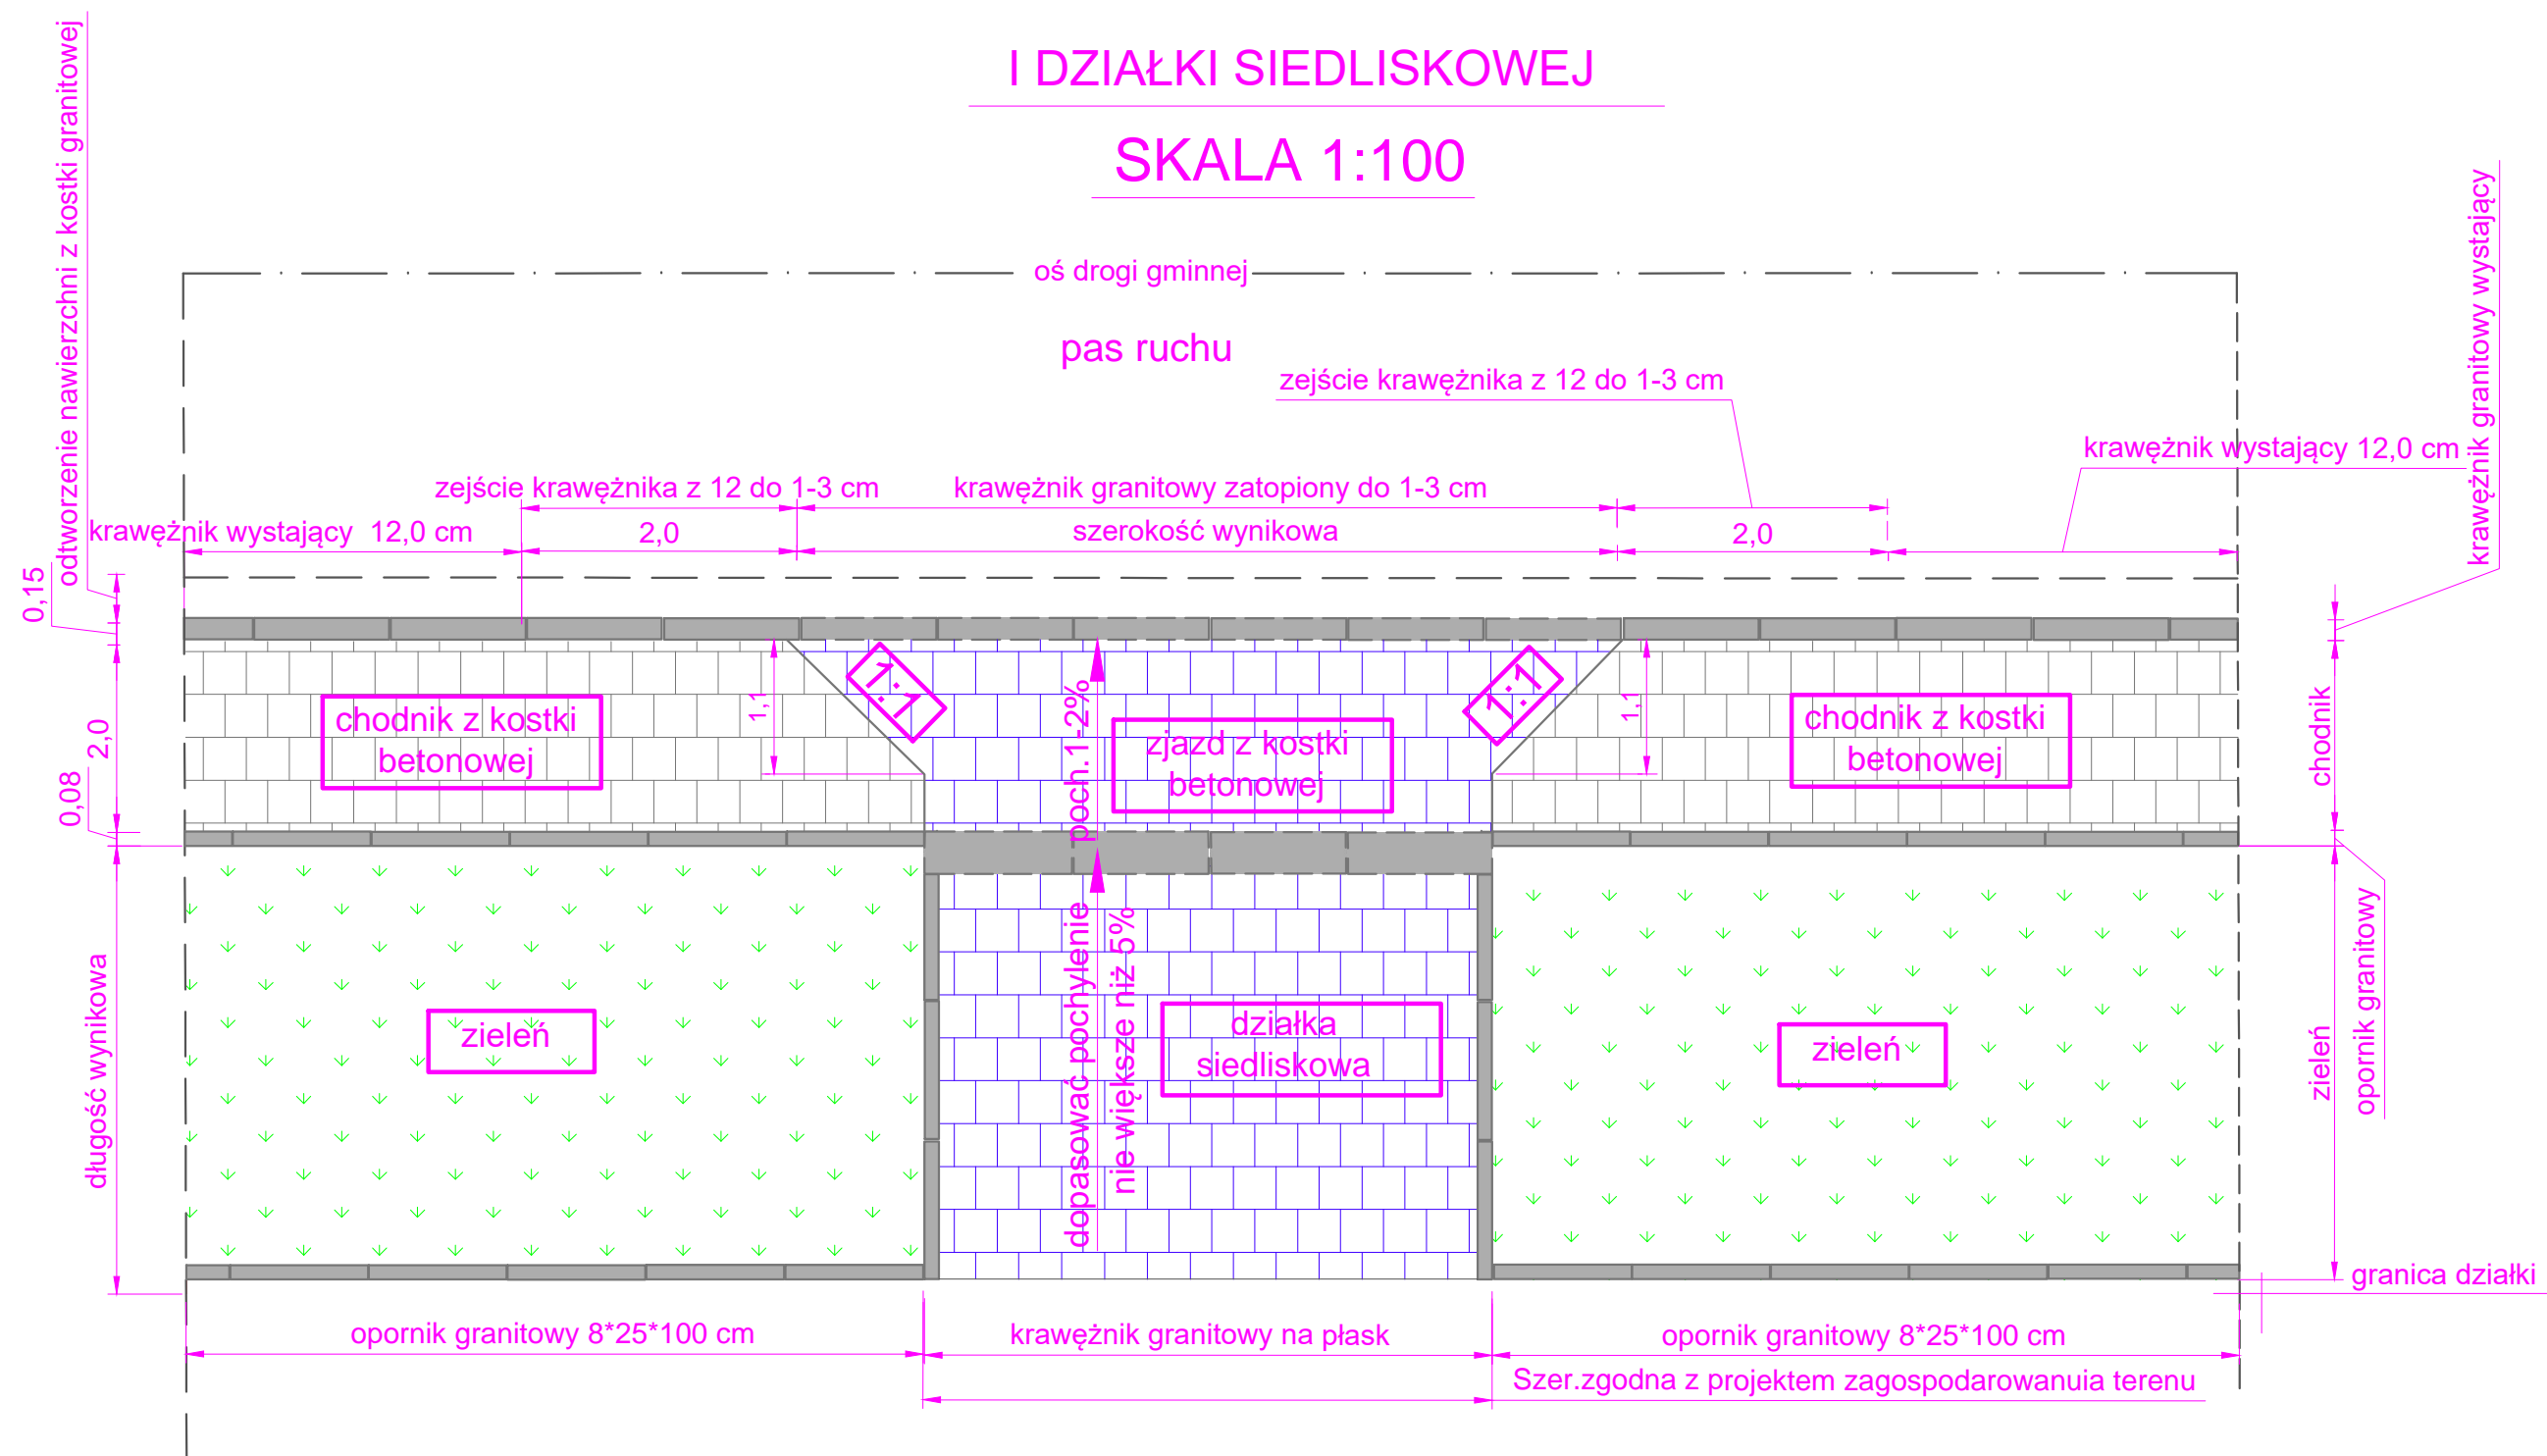 I DZIAŁKI SIEDLISKOWEJ
SKALA 1:100
oś drogi gminnej
pas ruchu
zejście krawężnika z 12 do 1-3 cm
krawężnik wystający 12,0 cm
krawężnik granitowy wystający
odtworzenie nawierzchni z kostki granitowej
zejście krawężnika z 12 do 1-3 cm
krawężnik granitowy zatopiony do 1-3 cm
krawężnik wystający 12,0 cm
2,0
szerokość wynikowa
2,0
0,15
1:1
1:1
1,1
1,1
2,0
chodnik z kostki
betonowej
poch.1-2%
zjazd z kostki
betonowej
chodnik z kostki
betonowej
chodnik
0,08
długość wynikowa
zieleń
dopasować pochylenie
nie większe niż 5%
działka
siedliskowa
zieleń
zieleń
opornik granitowy
granica działki
opornik granitowy 8*25*100 cm
krawężnik granitowy na płask
opornik granitowy 8*25*100 cm
Szer.zgodna z projektem zagospodarowanuia terenu